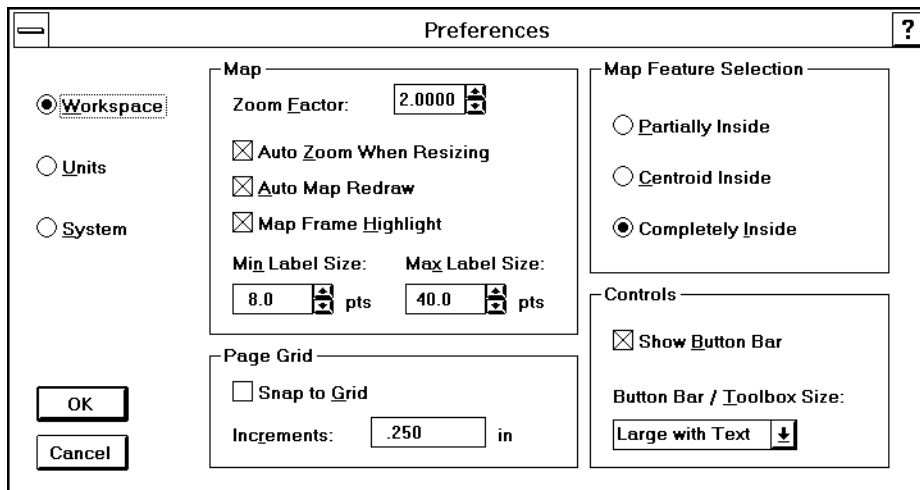 Preferences
?
Workspace
Units
System
OK
Cancel
Map
Zoom Factor: 2.0000
Auto Zoom When Resizing
Auto Map Redraw
Map Frame Highlight
Min Label Size: Max Label Size:
8.0 pts 40.0 pts
Page Grid
Snap to Grid
Increments: .250 in
Map Feature Selection
Partially Inside
Centroid Inside
Completely Inside
Controls
Show Button Bar
Button Bar / Toolbox Size:
Large with Text